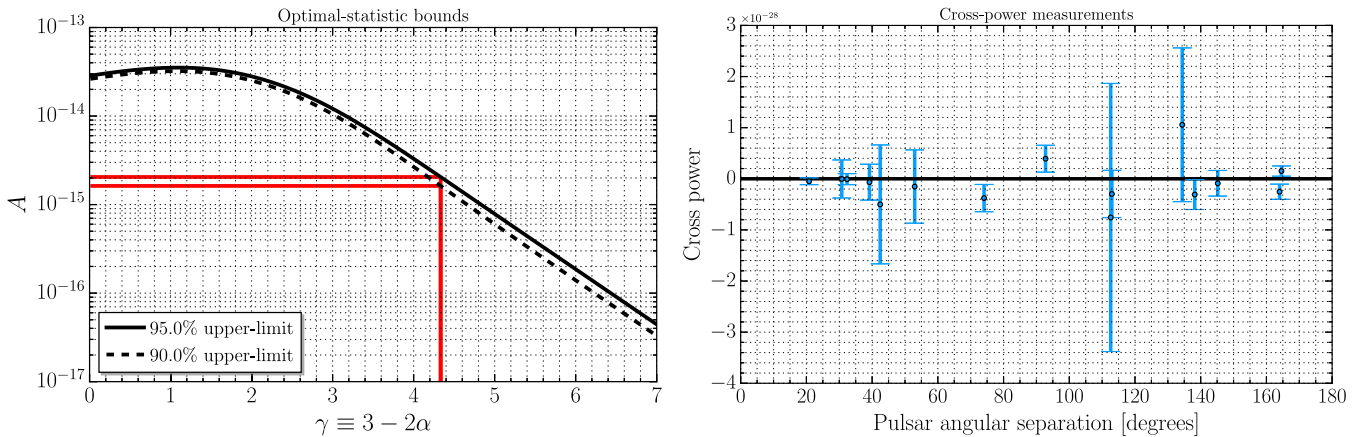 Optimal-statistic bounds
10^{-13}
10^{-14}
10^{-15}
10^{-16}
10^{-17}
A
95.0% upper-limit
90.0% upper-limit
0 1 2 3 4 5 6 7
γ ≡ 3 − 2α
Cross-power measurements
×10^{-28}
3
2
1
0
−1
−2
−3
−4
Cross power
0 20 40 60 80 100 120 140 160 180
Pulsar angular separation [degrees]